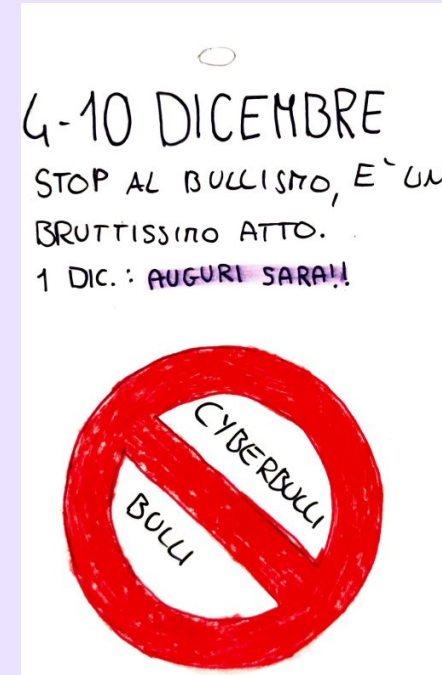 4-10 DICEMBRE
STOP AL BULLISMO, E` UN
BRUTTISSIMO ATTO.
1 DIC.: AUGURI SARA!!
CYBERBULLI
BULLI